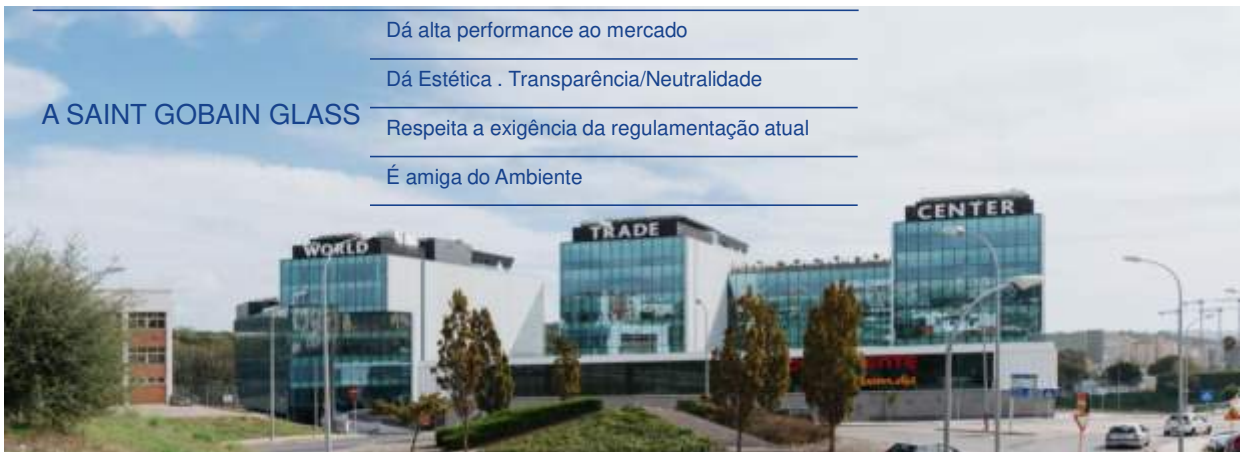 Dá alta performance ao mercado
Dá Estética . Transparência/Neutralidade
A SAINT GOBAIN GLASS
Respeita a exigência da regulamentação atual
É amiga do Ambiente
WORLD
TRADE
CENTER